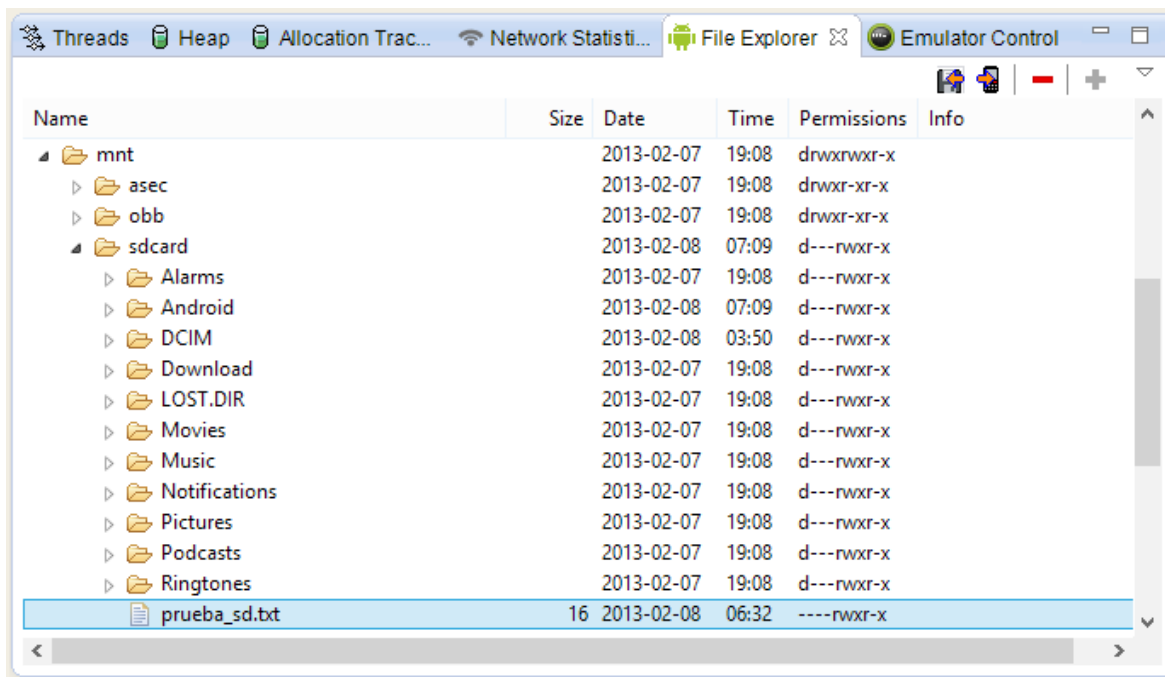 Threads Heap Allocation Trac... Network Statisti... File Explorer Emulator Control
Name Size Date Time Permissions Info
mnt 2013-02-07 19:08 drwxrwxr-x
asec 2013-02-07 19:08 drwxr-xr-x
obb 2013-02-07 19:08 drwxr-xr-x
sdcard 2013-02-08 07:09 d---rwxr-x
Alarms 2013-02-07 19:08 d---rwxr-x
Android 2013-02-08 07:09 d---rwxr-x
DCIM 2013-02-08 03:50 d---rwxr-x
Download 2013-02-07 19:08 d---rwxr-x
LOST.DIR 2013-02-07 19:08 d---rwxr-x
Movies 2013-02-07 19:08 d---rwxr-x
Music 2013-02-07 19:08 d---rwxr-x
Notifications 2013-02-07 19:08 d---rwxr-x
Pictures 2013-02-07 19:08 d---rwxr-x
Podcasts 2013-02-07 19:08 d---rwxr-x
Ringtones 2013-02-07 19:08 d---rwxr-x
prueba_sd.txt 16 2013-02-08 06:32 ----rwxr-x